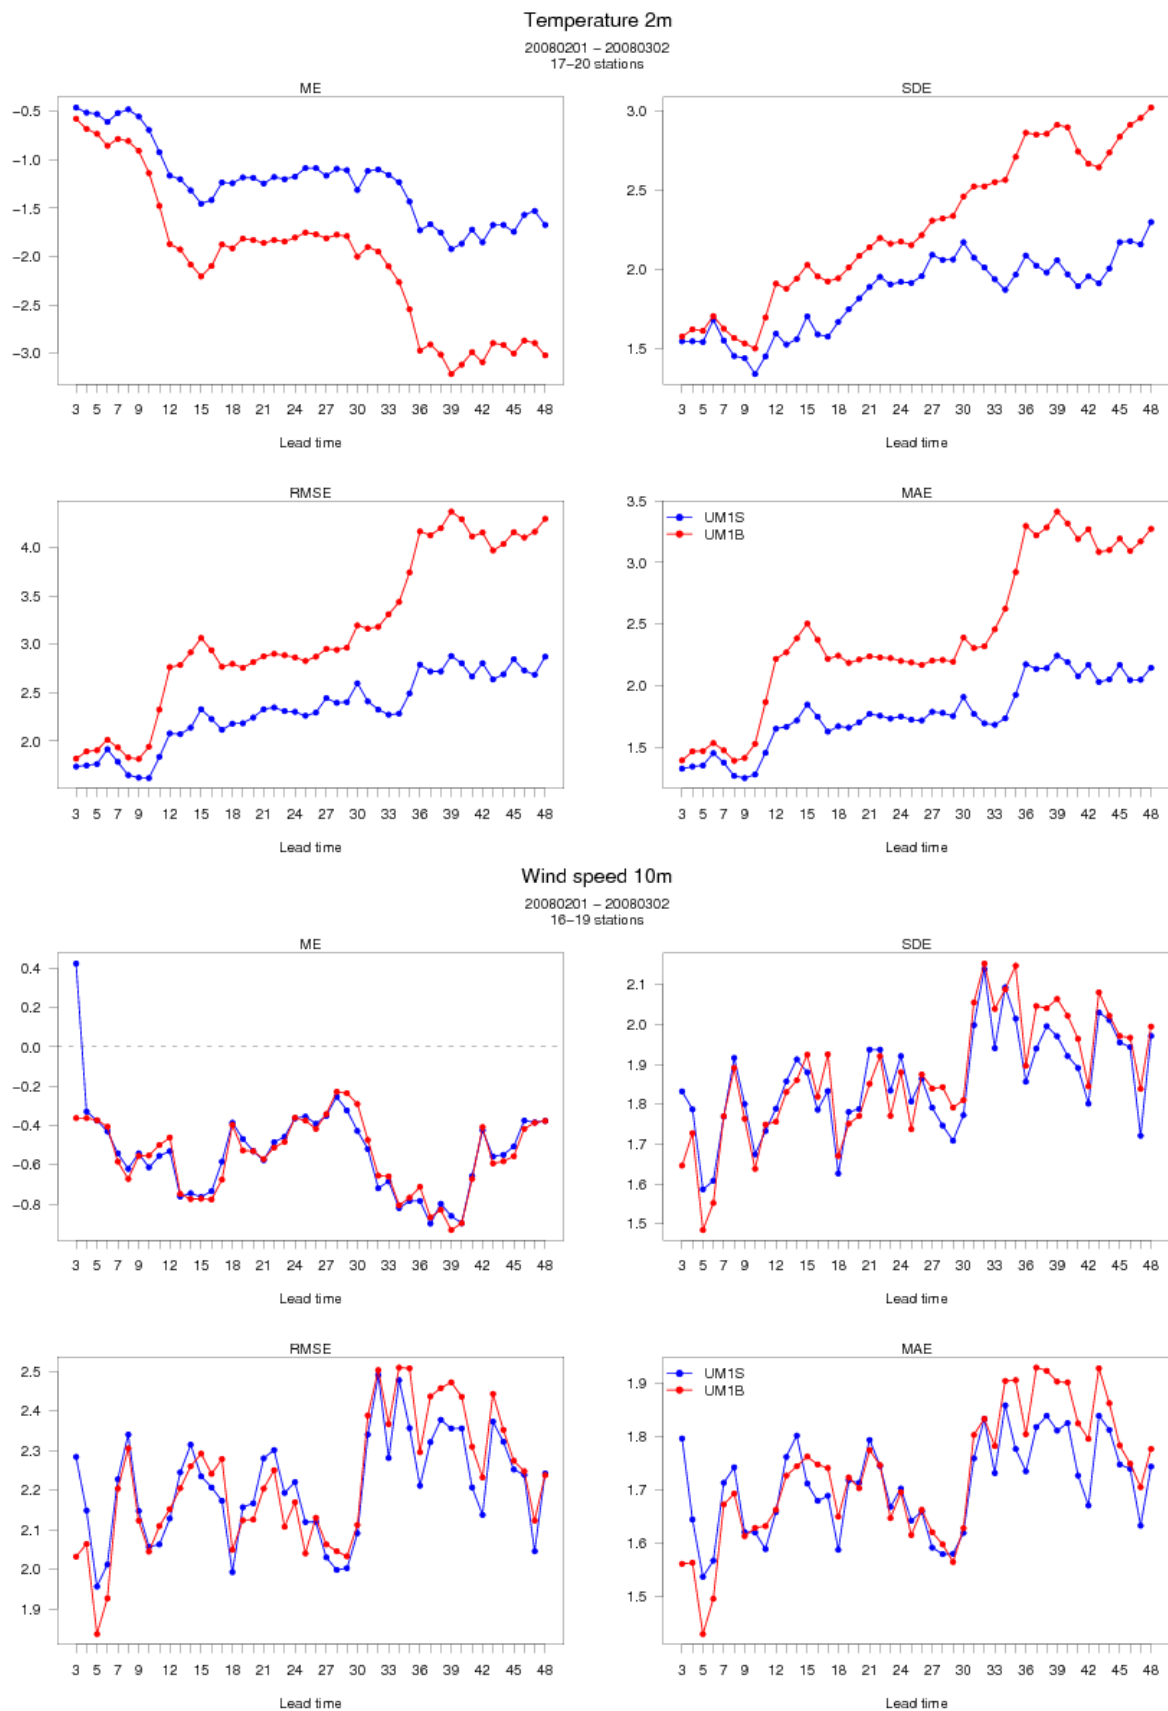 Temperature 2m
20080201 – 20080302
17–20 stations
ME
−0.5
−1.0
−1.5
−2.0
−2.5
−3.0
3 5 7 9 12 15 18 21 24 27 30 33 36 39 42 45 48
Lead time
SDE
3.0
2.5
2.0
1.5
3 5 7 9 12 15 18 21 24 27 30 33 36 39 42 45 48
Lead time
RMSE
4.0
3.5
3.0
2.5
2.0
3 5 7 9 12 15 18 21 24 27 30 33 36 39 42 45 48
Lead time
MAE
3.5
3.0
2.5
2.0
1.5
UM1S
UM1B
3 5 7 9 12 15 18 21 24 27 30 33 36 39 42 45 48
Lead time
Wind speed 10m
20080201 – 20080302
16–19 stations
ME
0.4
0.2
0.0
−0.2
−0.4
−0.6
−0.8
3 5 7 9 12 15 18 21 24 27 30 33 36 39 42 45 48
Lead time
SDE
2.1
2.0
1.9
1.8
1.7
1.6
1.5
3 5 7 9 12 15 18 21 24 27 30 33 36 39 42 45 48
Lead time
RMSE
2.5
2.4
2.3
2.2
2.1
2.0
1.9
3 5 7 9 12 15 18 21 24 27 30 33 36 39 42 45 48
Lead time
MAE
1.9
1.8
1.7
1.6
1.5
UM1S
UM1B
3 5 7 9 12 15 18 21 24 27 30 33 36 39 42 45 48
Lead time